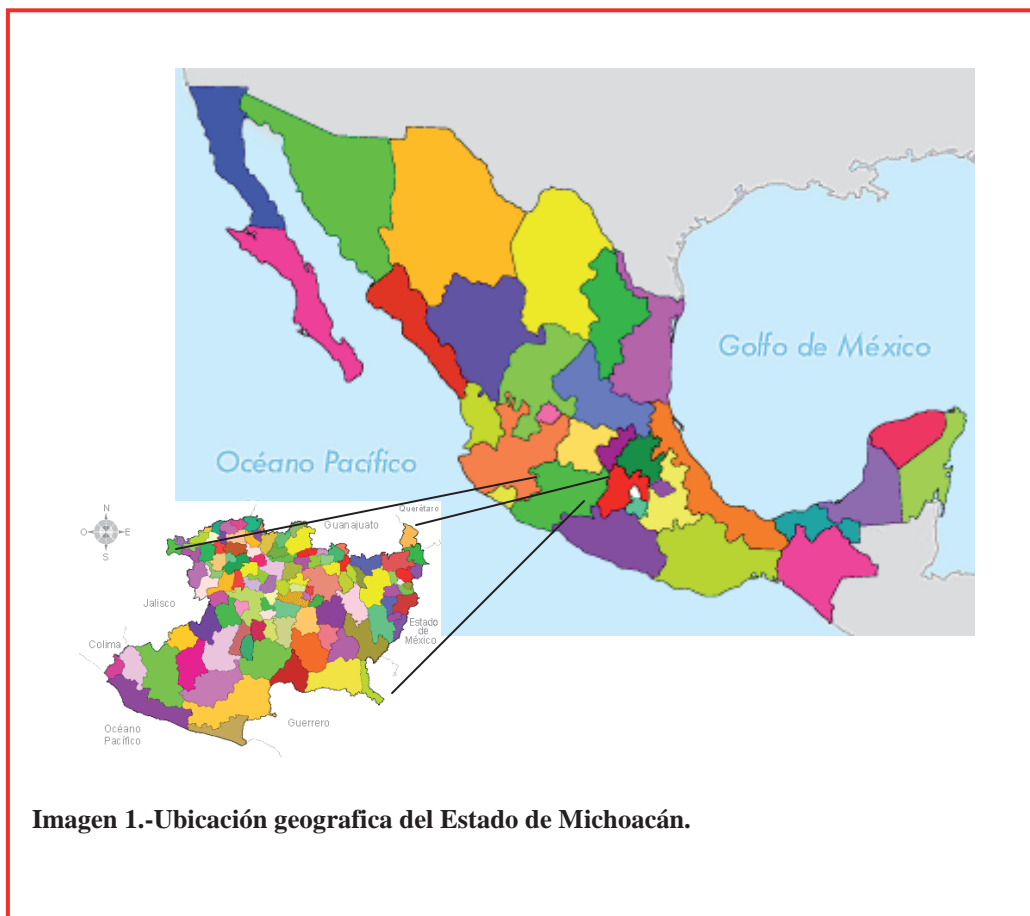 Golfo de México
Océano Pacífico
N
O
E
S
Querétaro
Guanajuato
Jalisco
Estado
de
México
Colima
Guerrero
Océano
Pacífico
Imagen 1.-Ubicación geografica del Estado de Michoacán.